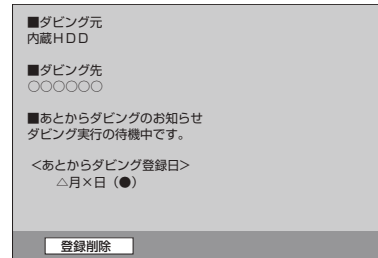 ■ダビング元
内蔵HDD
■ダビング先
○○○○○○
■あとからダビングのお知らせ
ダビング実行の待機中です。
<あとからダビング登録日>
△月×日（●）
登録削除